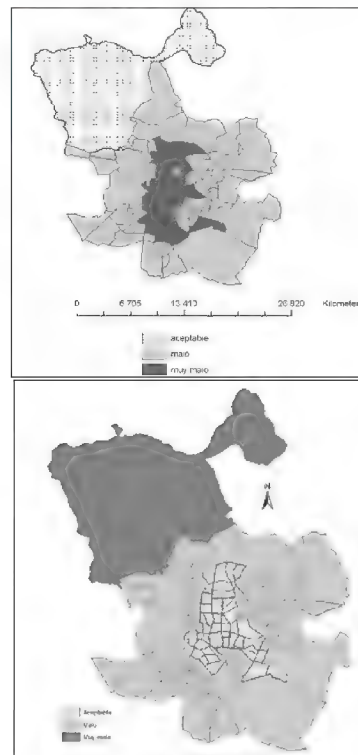 0 6 705 13 410 26 820 Kilometers
aceptable
malo
muy malo
N
Aceptable
Malo
Muy malo